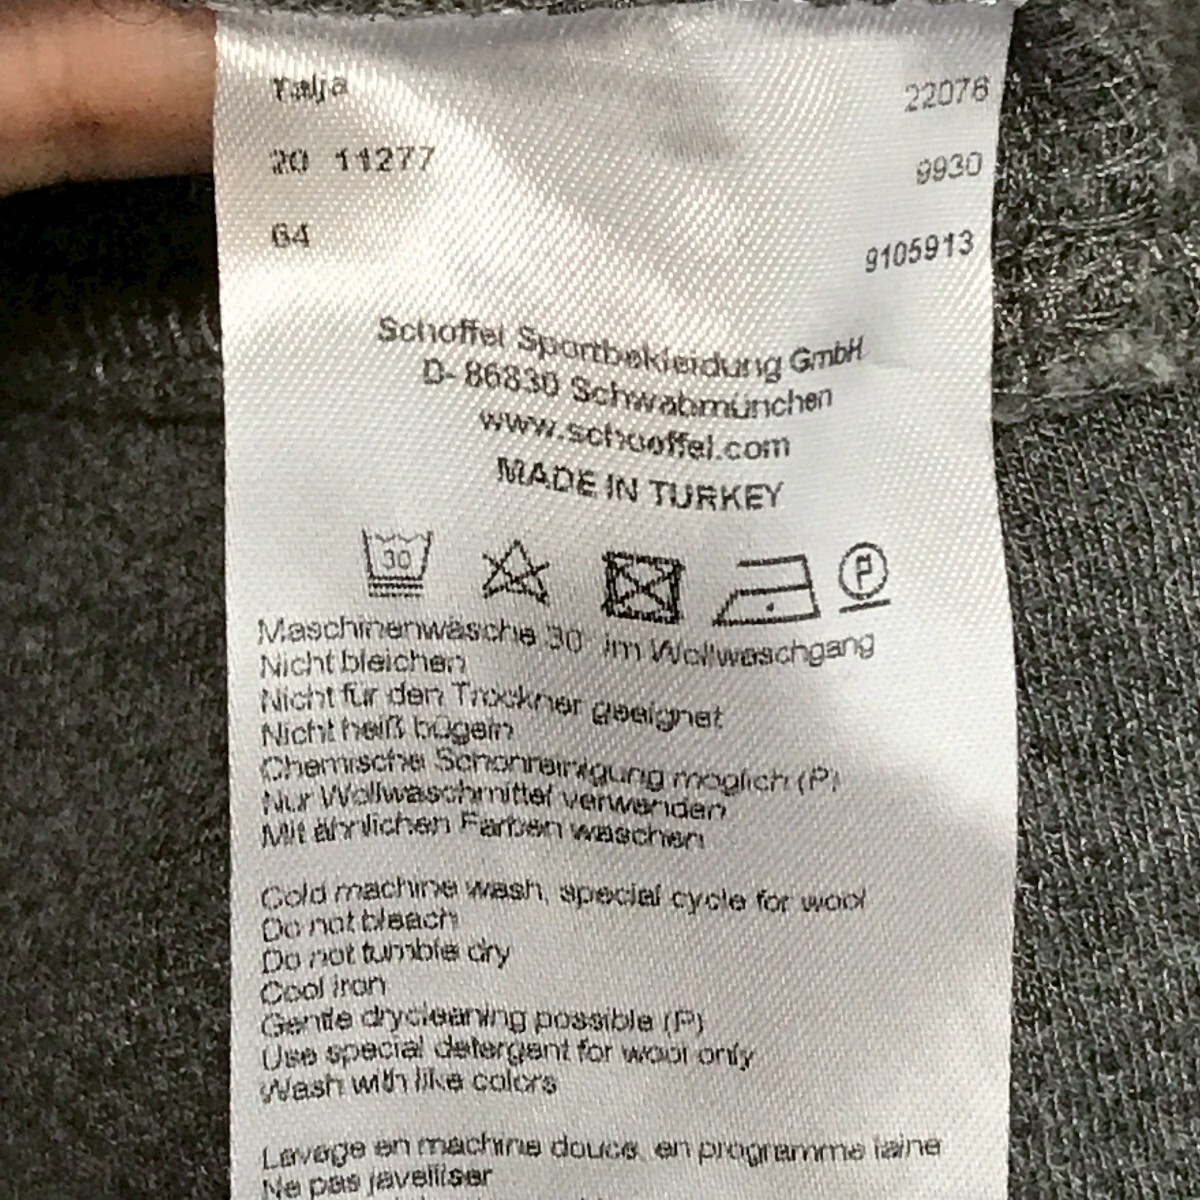 Talja 22076
20 11277 9930
64 9105913
Schöffel Sportbekleidung GmbH
D- 86830 Schwabmünchen
www.schoeffel.com
MADE IN TURKEY
30 P
Maschinenwäsche 30° im Wollwaschgang
Nicht bleichen
Nicht für den Trockner geeignet
Nicht heiß bügeln
Chemische Schonreinigung möglich (P)
Nur Wollwaschmittel verwenden
Mit ähnlichen Farben waschen
Cold machine wash, special cycle for wool
Do not bleach
Do not tumble dry
Cool iron
Gentle drycleaning possible (P)
Use special detergent for wool only
Wash with like colors
Lavage en machine douce, en programme laine
Ne pas javelliser